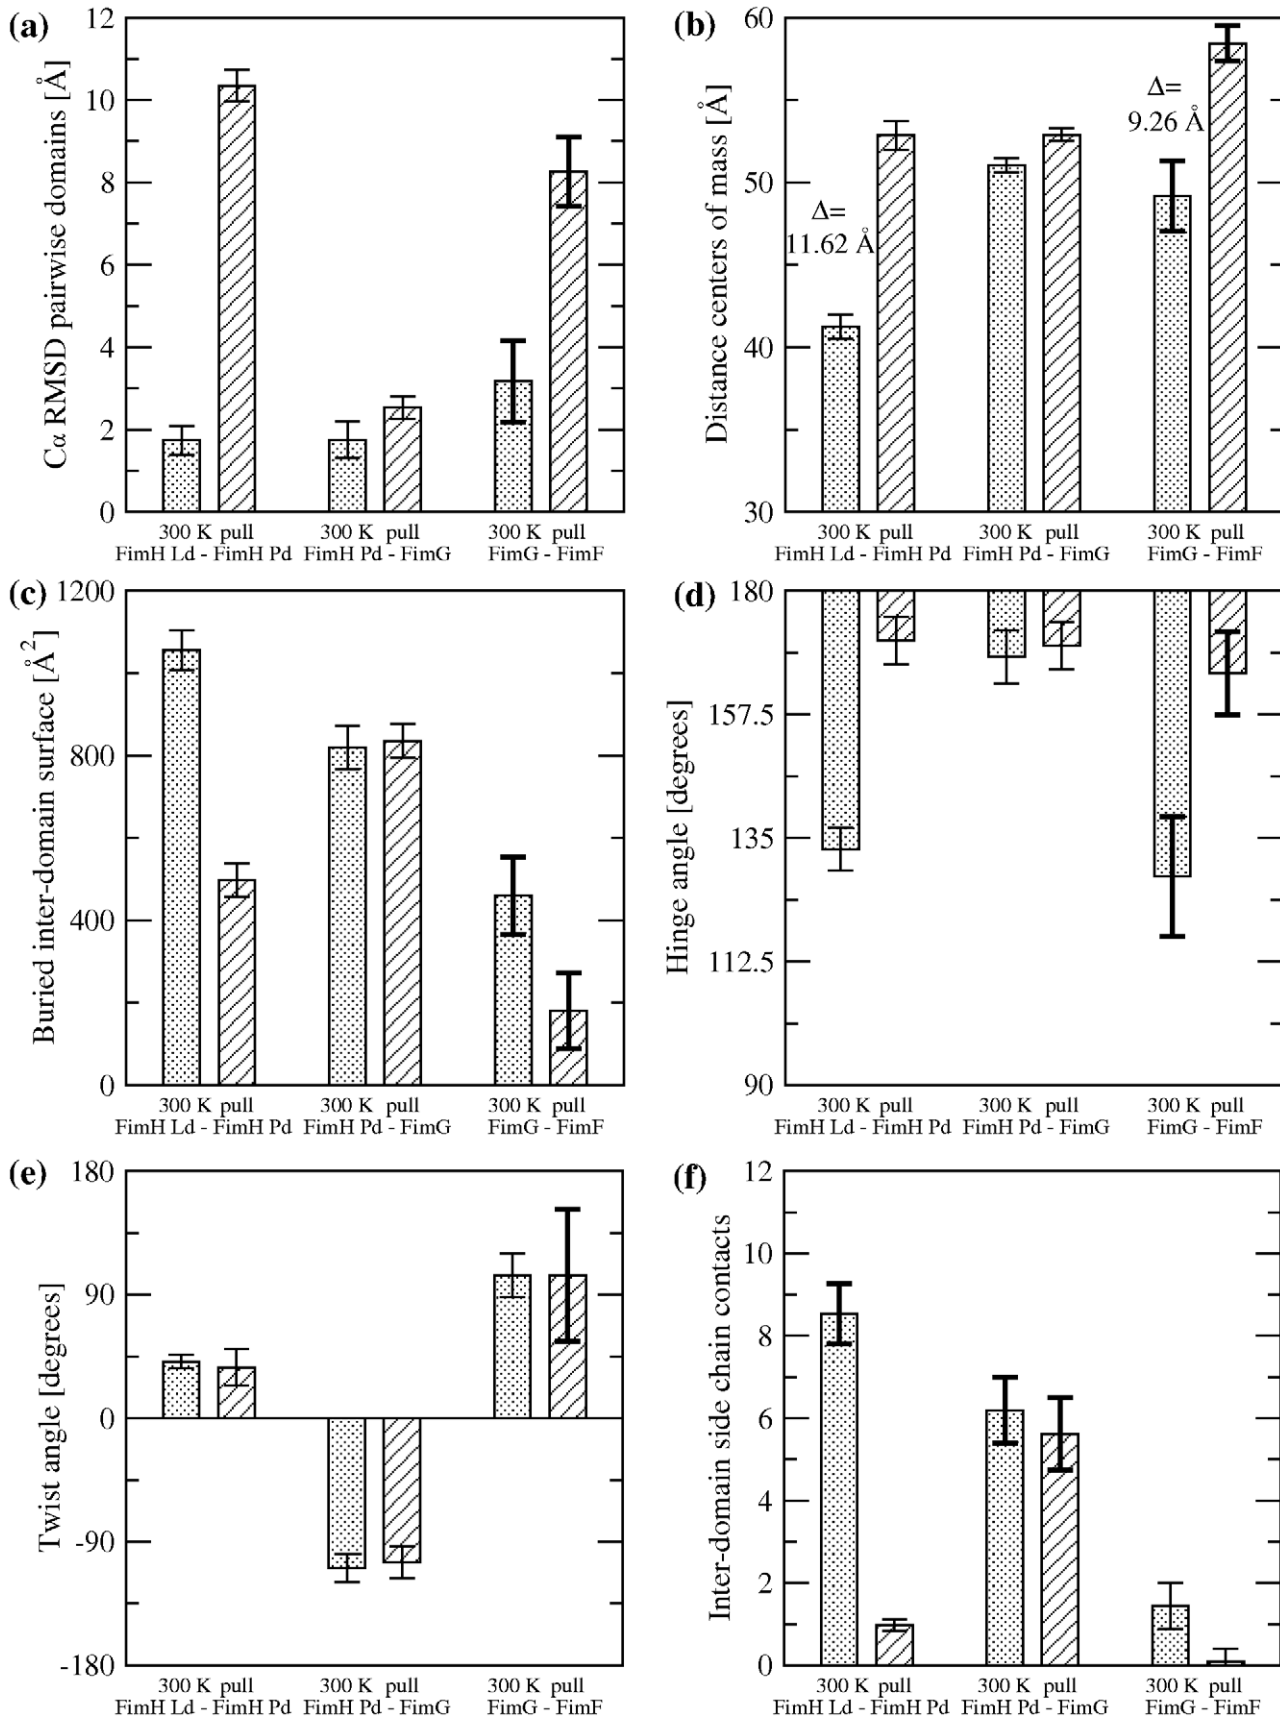 (a)
12
10
8
6
4
2
0
Cα RMSD pairwise domains [Å]
300 K pull 300 K pull 300 K pull
FimH Ld - FimH Pd FimH Pd - FimG FimG - FimF
(b)
60
50
40
30
Distance centers of mass [Å]
Δ=
11.62 Å
Δ=
9.26 Å
300 K pull 300 K pull 300 K pull
FimH Ld - FimH Pd FimH Pd - FimG FimG - FimF
(c)
1200
800
400
0
Buried inter-domain surface [Å²]
300 K pull 300 K pull 300 K pull
FimH Ld - FimH Pd FimH Pd - FimG FimG - FimF
(d)
180
157.5
135
112.5
90
Hinge angle [degrees]
300 K pull 300 K pull 300 K pull
FimH Ld - FimH Pd FimH Pd - FimG FimG - FimF
(e)
180
90
0
-90
-180
Twist angle [degrees]
300 K pull 300 K pull 300 K pull
FimH Ld - FimH Pd FimH Pd - FimG FimG - FimF
(f)
12
10
8
6
4
2
0
Inter-domain side chain contacts
300 K pull 300 K pull 300 K pull
FimH Ld - FimH Pd FimH Pd - FimG FimG - FimF